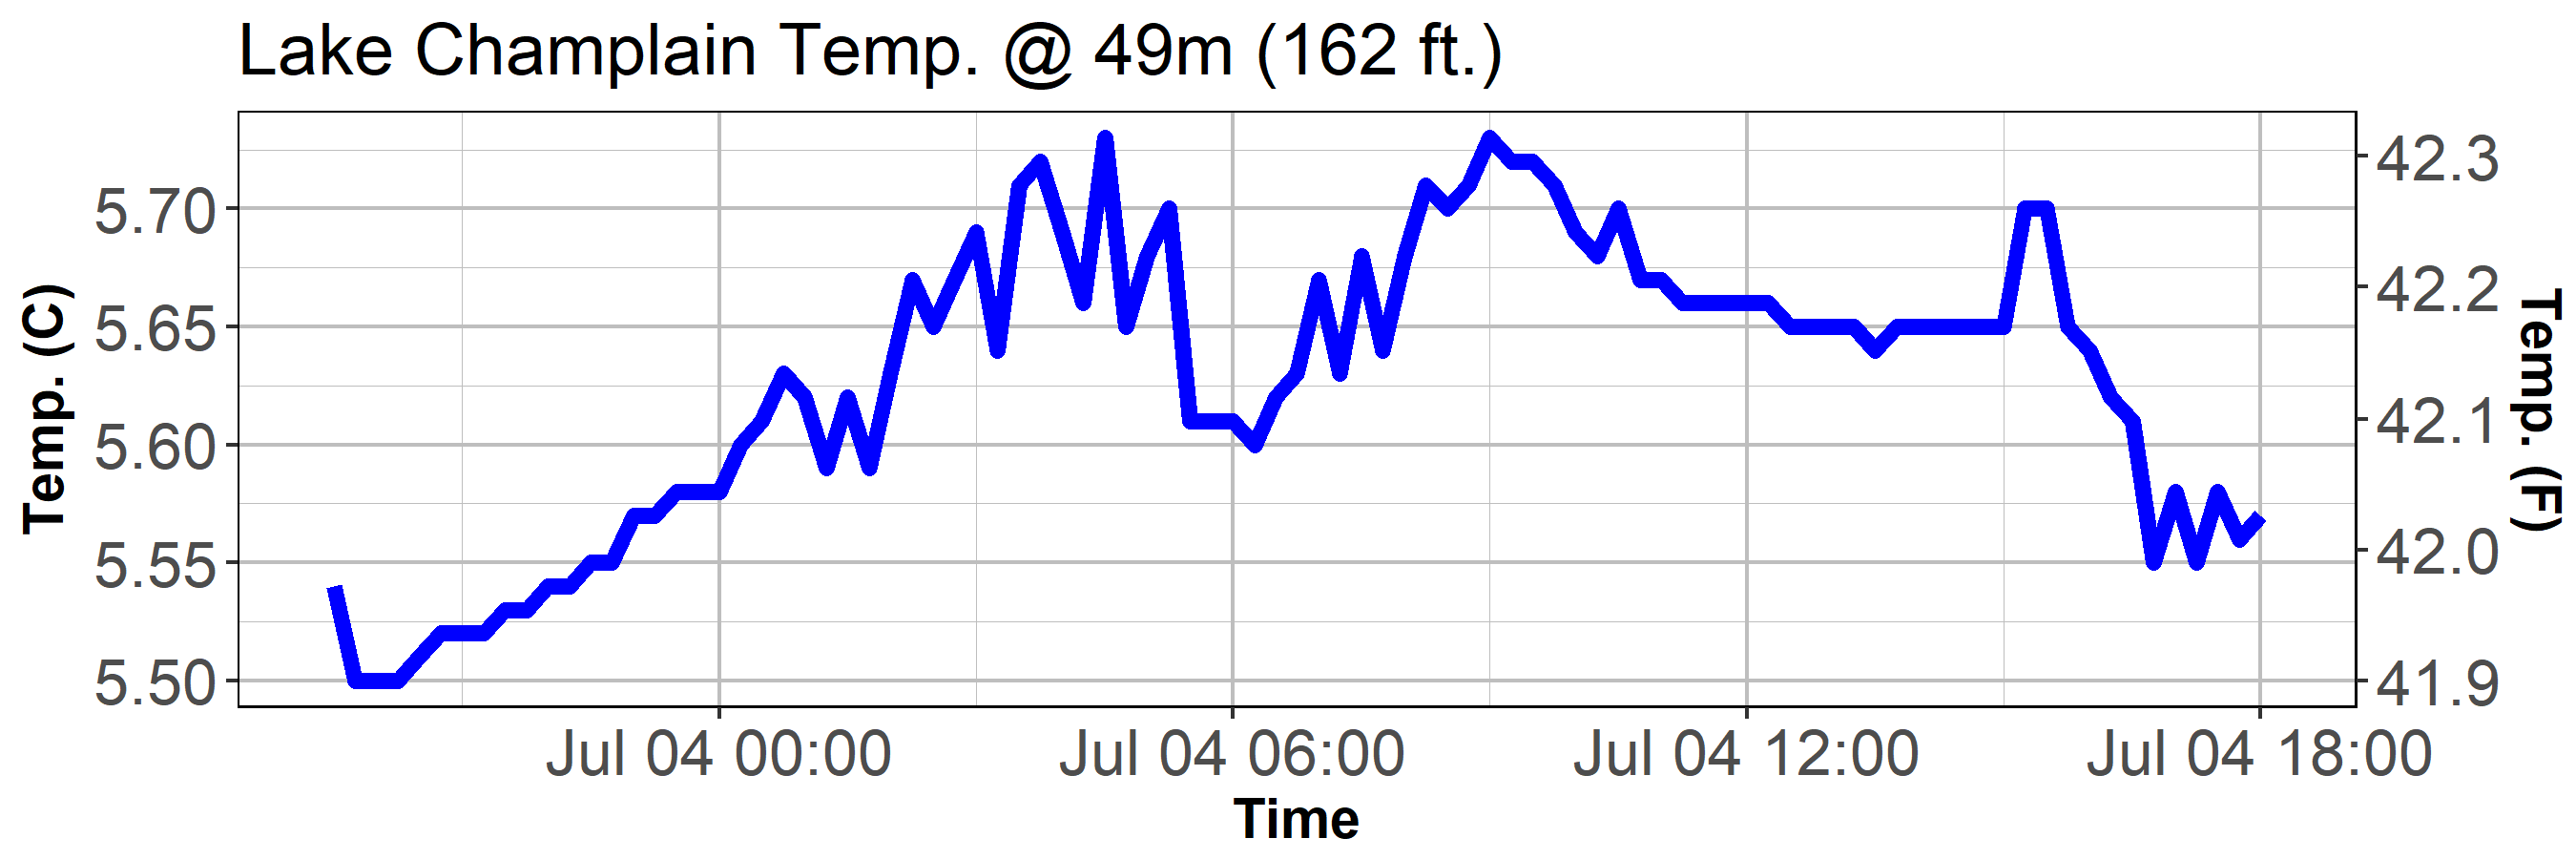 Lake Champlain Temp. @ 49m (162 ft.)
Temp. (C)
5.70
5.65
5.60
5.55
5.50
42.3
42.2
42.1
42.0
41.9
Temp. (F)
Jul 04 00:00
Jul 04 06:00
Jul 04 12:00
Jul 04 18:00
Time